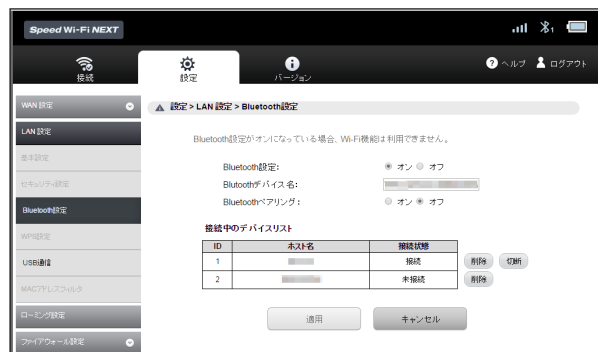 Speed Wi-Fi NEXT
1
接続
設定
バージョン
ヘルプ
ログアウト
WAN 設定
LAN 設定
基本設定
セキュリティ設定
Bluetooth設定
WPS設定
USB通信
MACアドレスフィルタ
ローミング設定
ファイアウォール設定
設定 > LAN 設定 > Bluetooth設定
Bluetooth設定がオンになっている場合、Wi-Fi機能は利用できません。
Bluetooth設定: オン オフ
Blutoothデバイス名:
Bluetoothペアリング: オン オフ
接続中のデバイスリスト
ID ホスト名 接続状態
1 接続 削除 切断
2 未接続 削除
適用 キャンセル